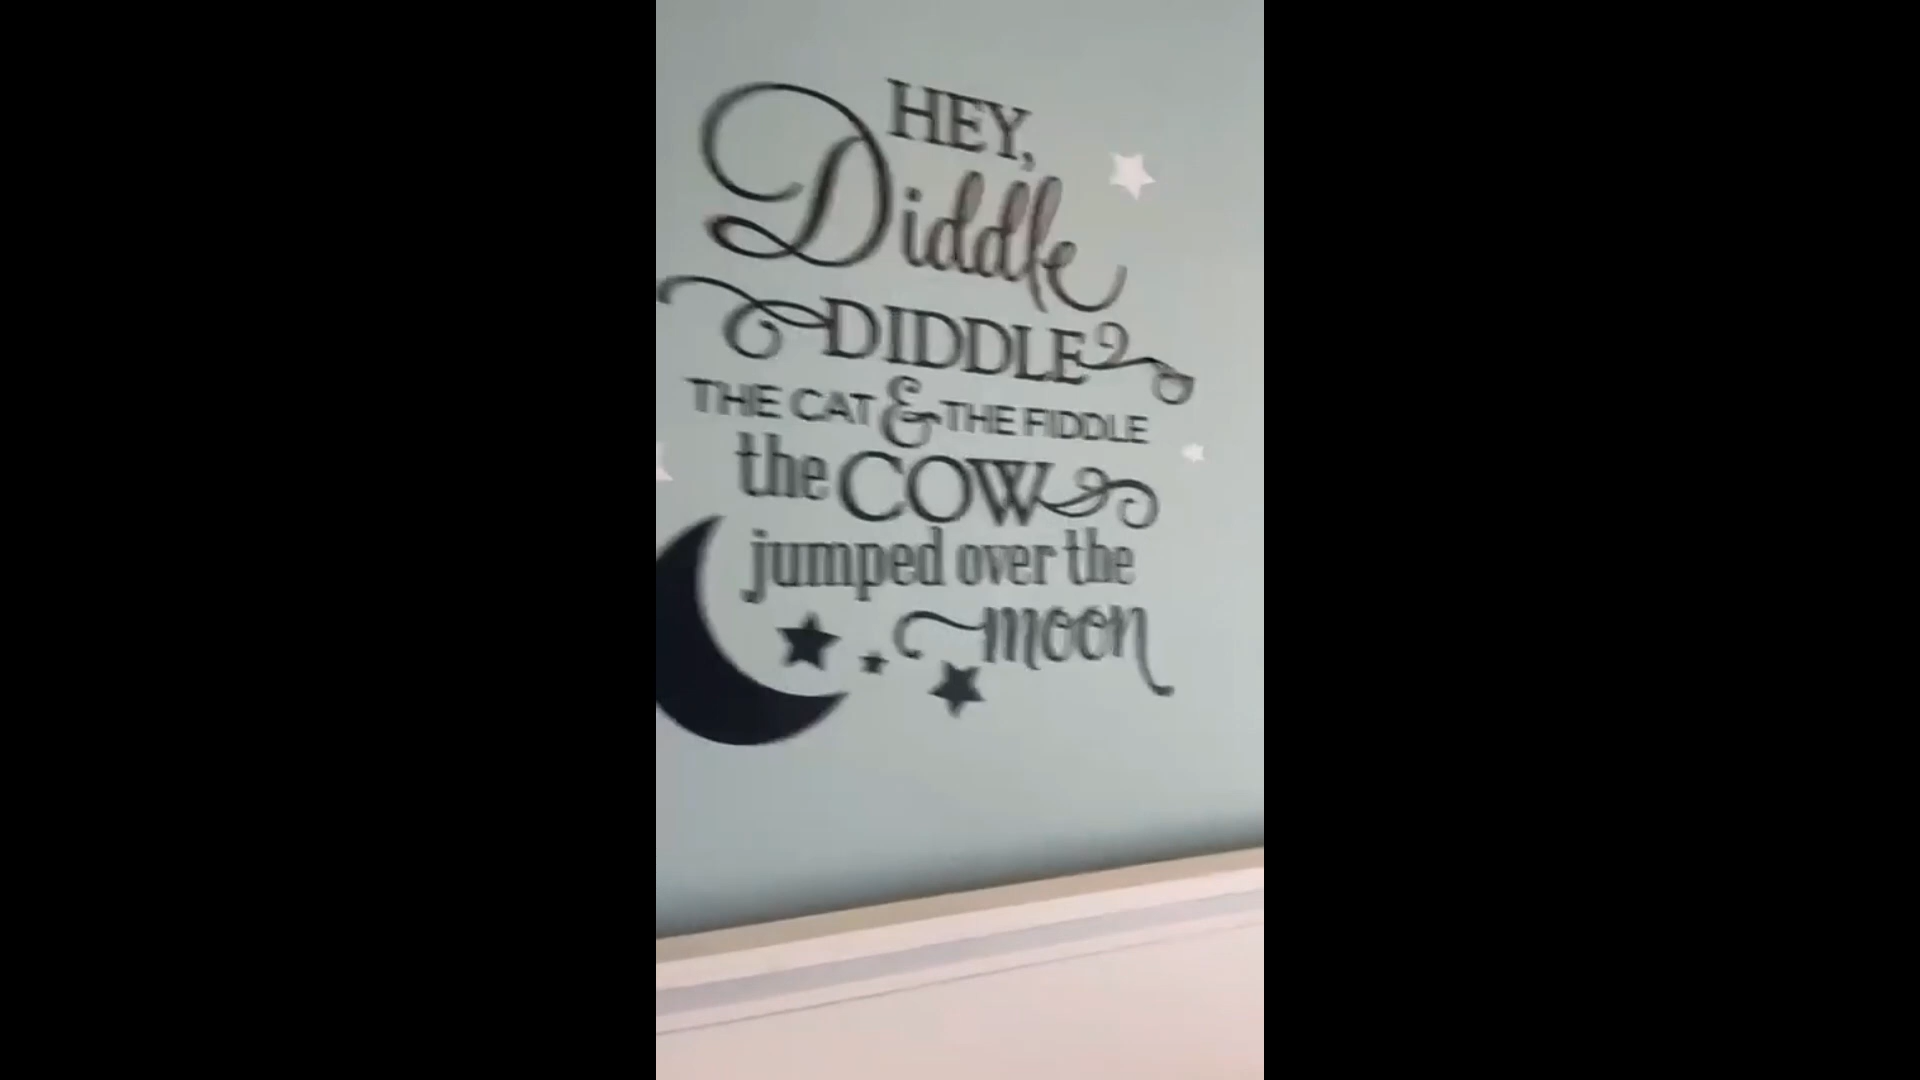 HEY,
Diddle
DIDDLE
THE CAT & THE FIDDLE
the COW
jumped over the
moon